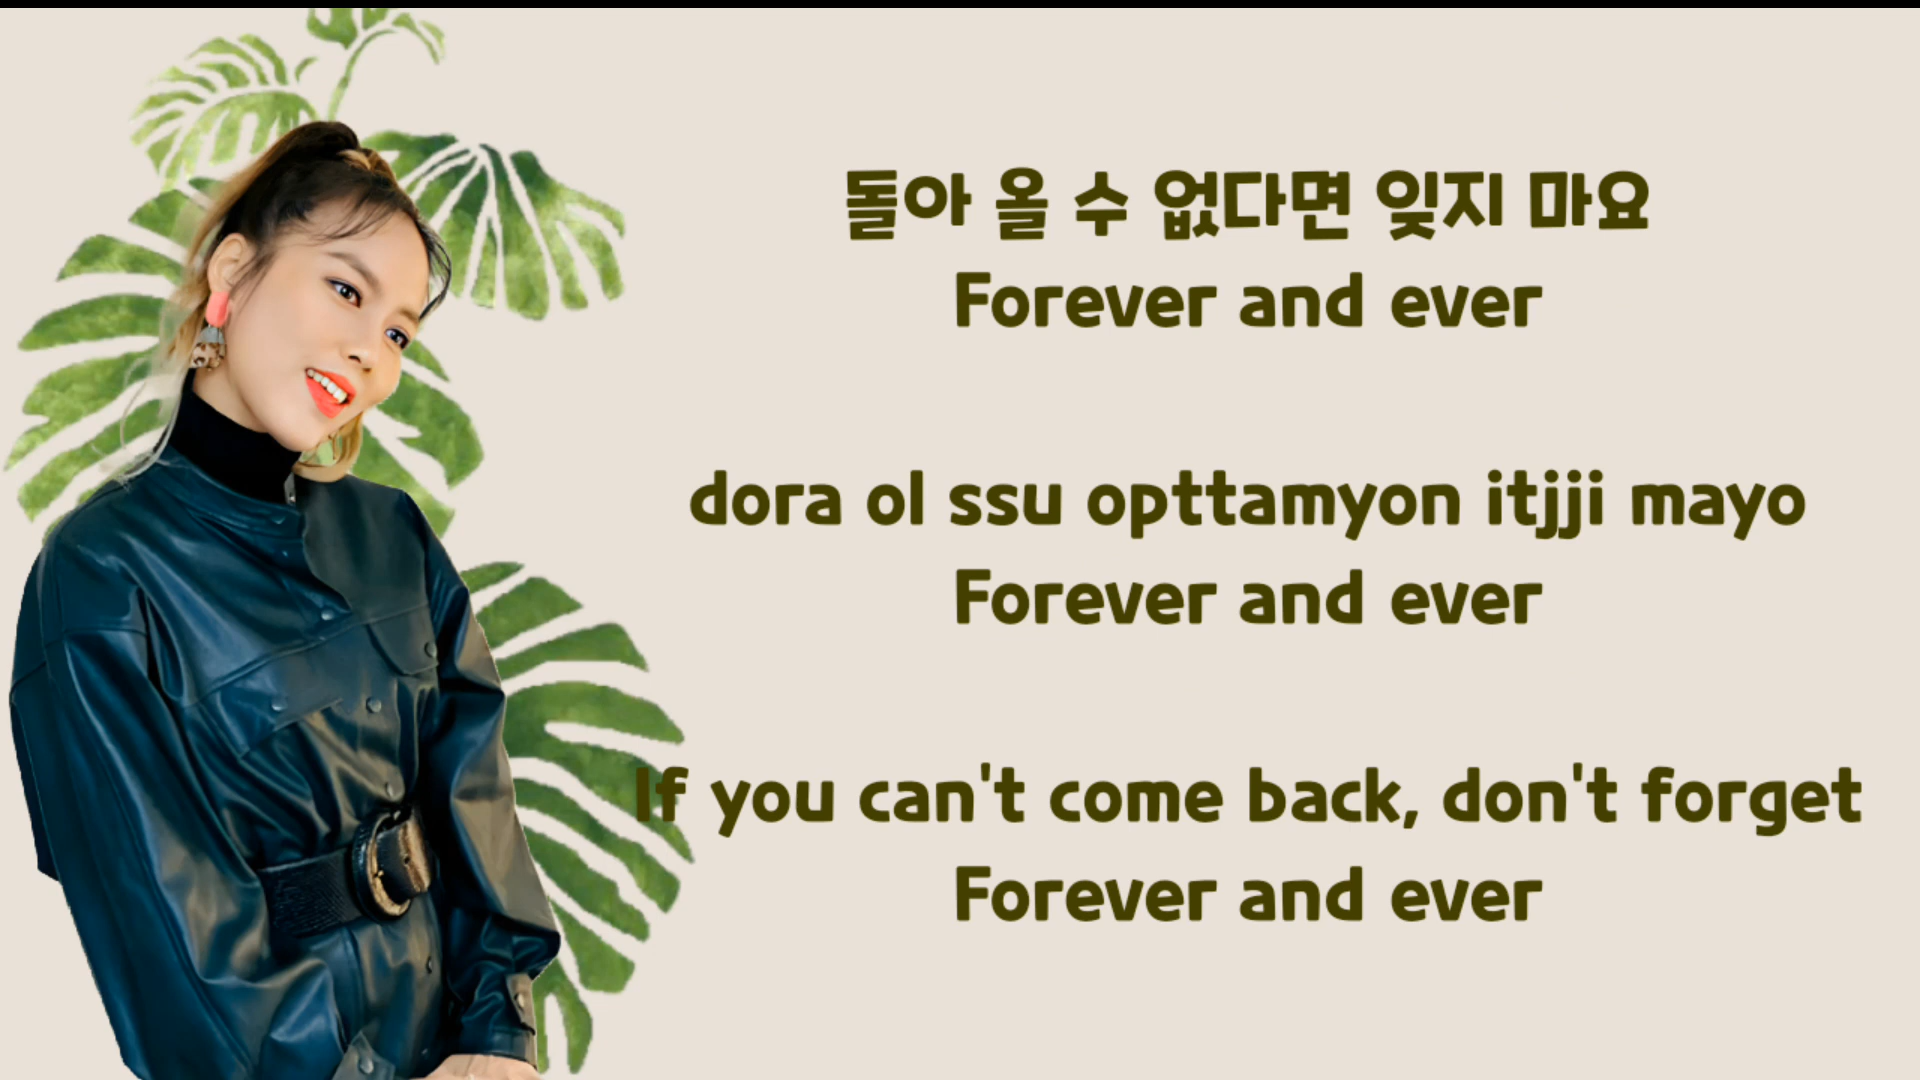 돌아 올 수 없다면 잊지 마요
Forever and ever
dora ol ssu opttamyon itjji mayo
Forever and ever
If you can't come back, don't forget
Forever and ever